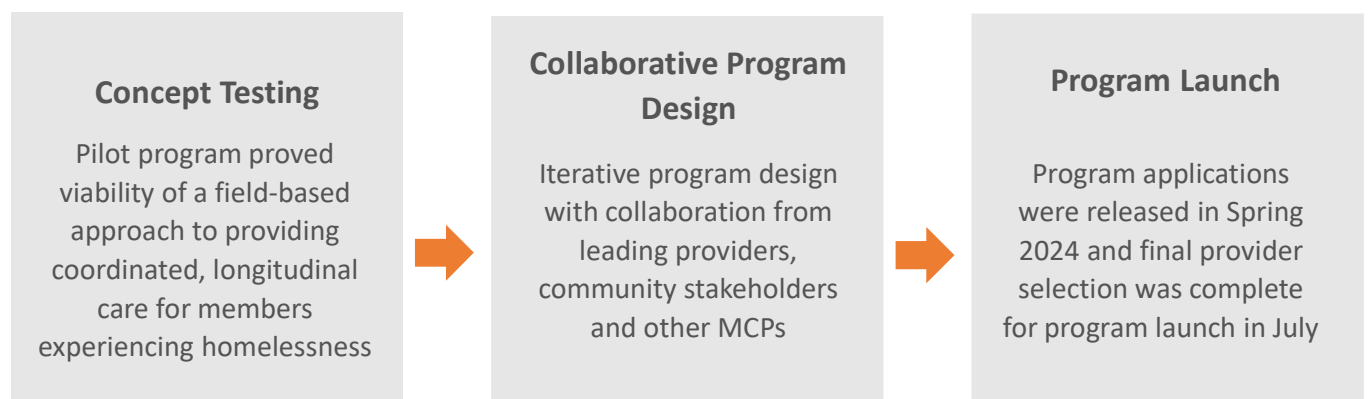 Concept Testing
Pilot program proved
viability of a field-based
approach to providing
coordinated, longitudinal
care for members
experiencing homelessness
Collaborative Program
Design
Iterative program design
with collaboration from
leading providers,
community stakeholders
and other MCPs
Program Launch
Program applications
were released in Spring
2024 and final provider
selection was complete
for program launch in July